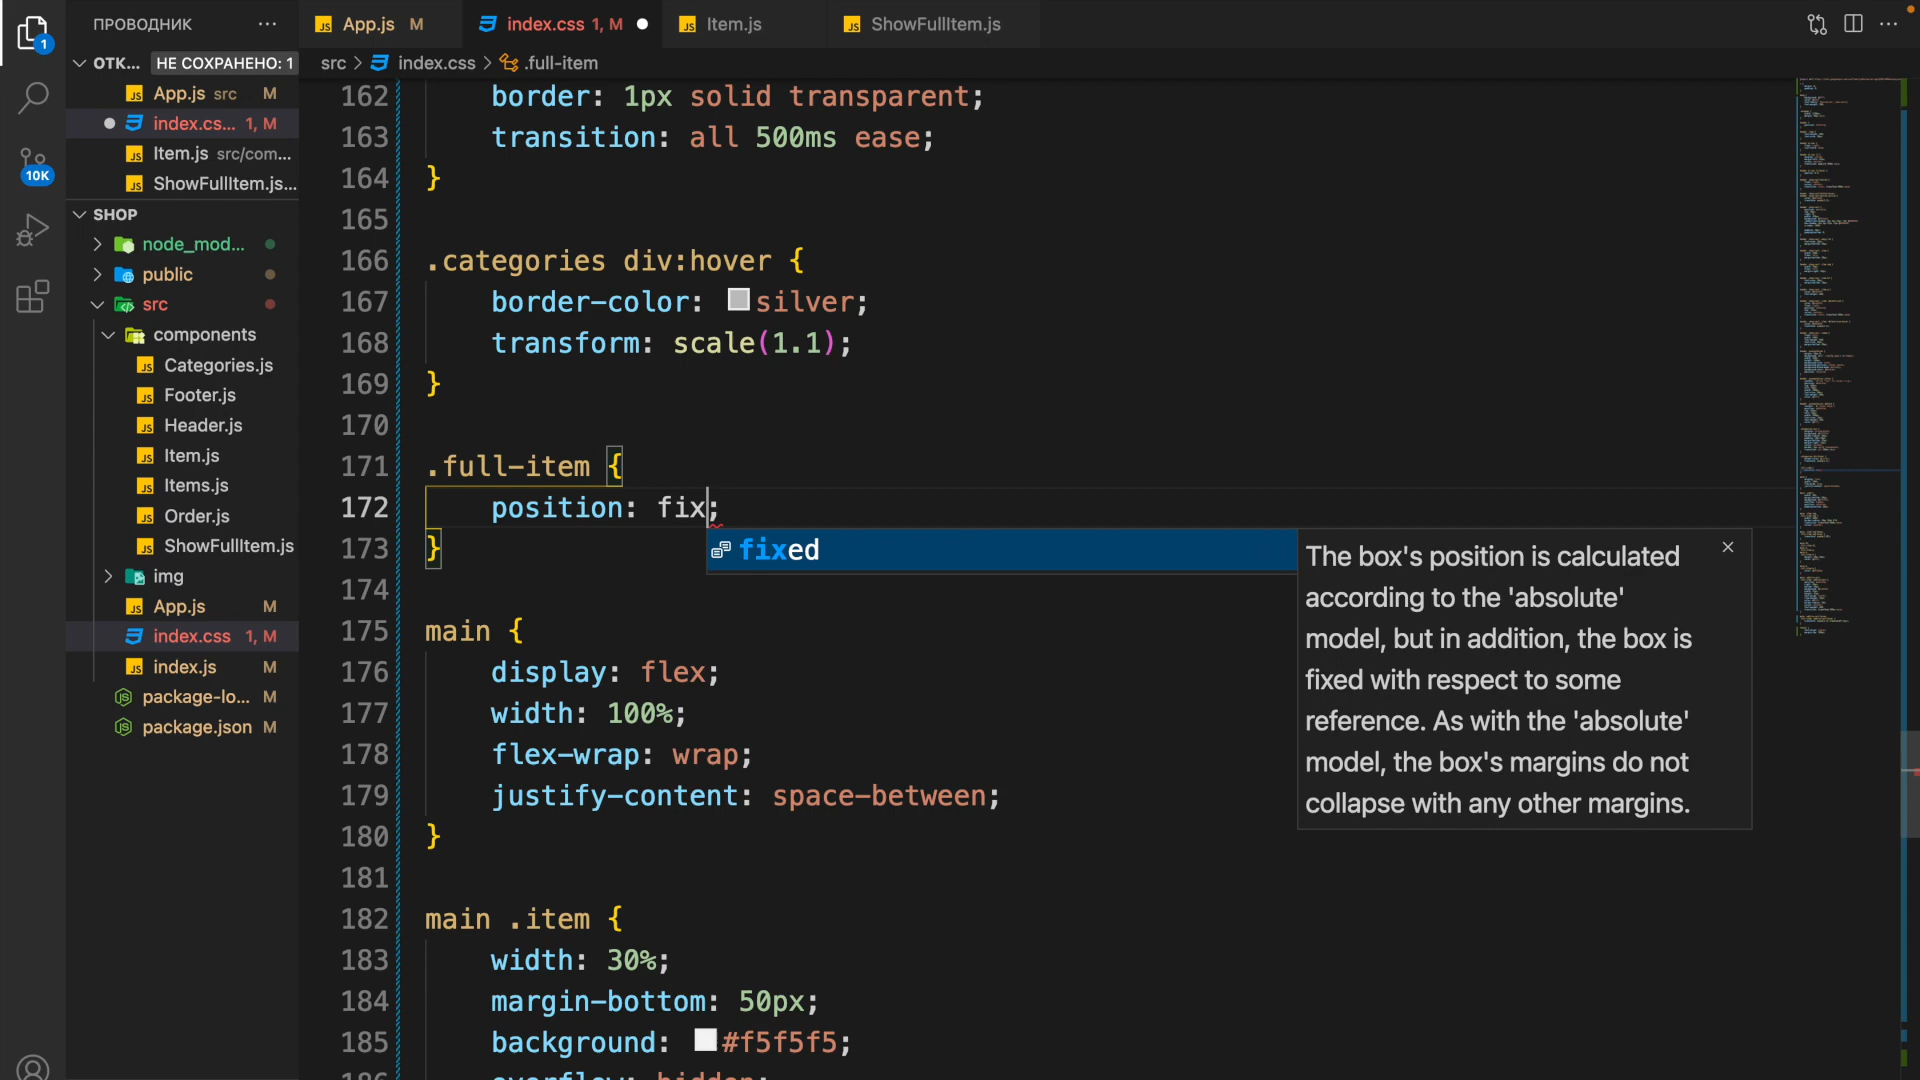 ПРОВОДНИК
App.js M
index.css 1, M
Item.js
ShowFullItem.js
ОТК... НЕ СОХРАНЕНО: 1
src > index.css > .full-item
App.js src M
index.cs... 1, M
Item.js src/com...
ShowFullItem.js...
SHOP
node_mod...
public
src
components
Categories.js
Footer.js
Header.js
Item.js
Items.js
Order.js
ShowFullItem.js
img
App.js M
index.css 1, M
index.js M
package-lo... M
package.json M
1
10K
162 border: 1px solid transparent;
163 transition: all 500ms ease;
164 }
165
166 .categories div:hover {
167 border-color: silver;
168 transform: scale(1.1);
169 }
170
171 .full-item {
172 position: fix;
173 }
174
175 main {
176 display: flex;
177 width: 100%;
178 flex-wrap: wrap;
179 justify-content: space-between;
180 }
181
182 main .item {
183 width: 30%;
184 margin-bottom: 50px;
185 background: #f5f5f5;
186 overflow: hidden;
fixed
The box's position is calculated
according to the 'absolute'
model, but in addition, the box is
fixed with respect to some
reference. As with the 'absolute'
model, the box's margins do not
collapse with any other margins.